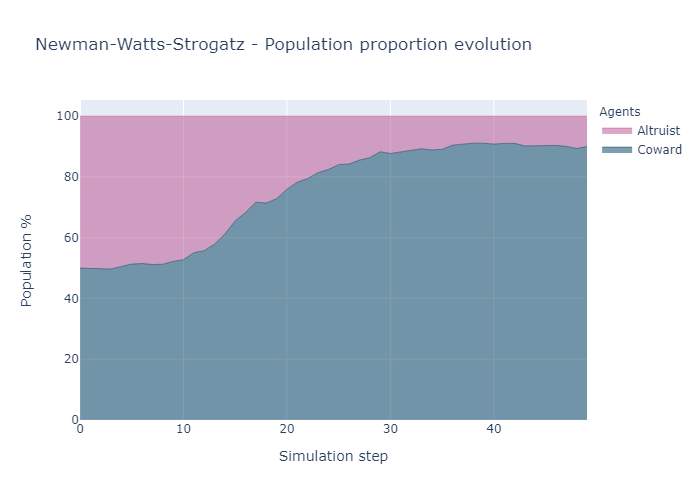 Newman-Watts-Strogatz - Population proportion evolution
Agents
Altruist
Coward
100
80
60
40
20
0
Population %
0 10 20 30 40
Simulation step